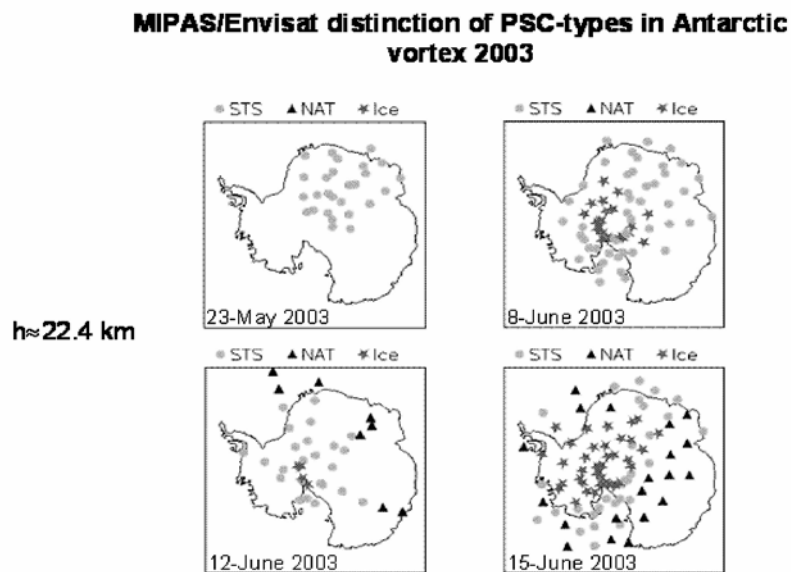 MIPAS/Envisat distinction of PSC-types in Antarctic
vortex 2003
STS NAT Ice
STS NAT Ice
23-May 2003
8-June 2003
h≈22.4 km
STS NAT Ice
STS NAT Ice
12-June 2003
15-June 2003